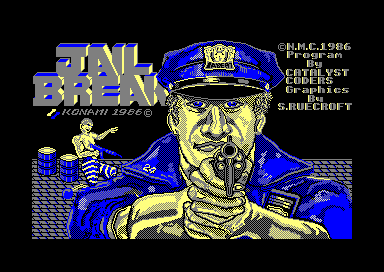 JAIL
BREAK
KONAMI 1986©
©N.M.C.1986
Program
By
CATALYST
CODERS
Graphics
By
S.RUECROFT